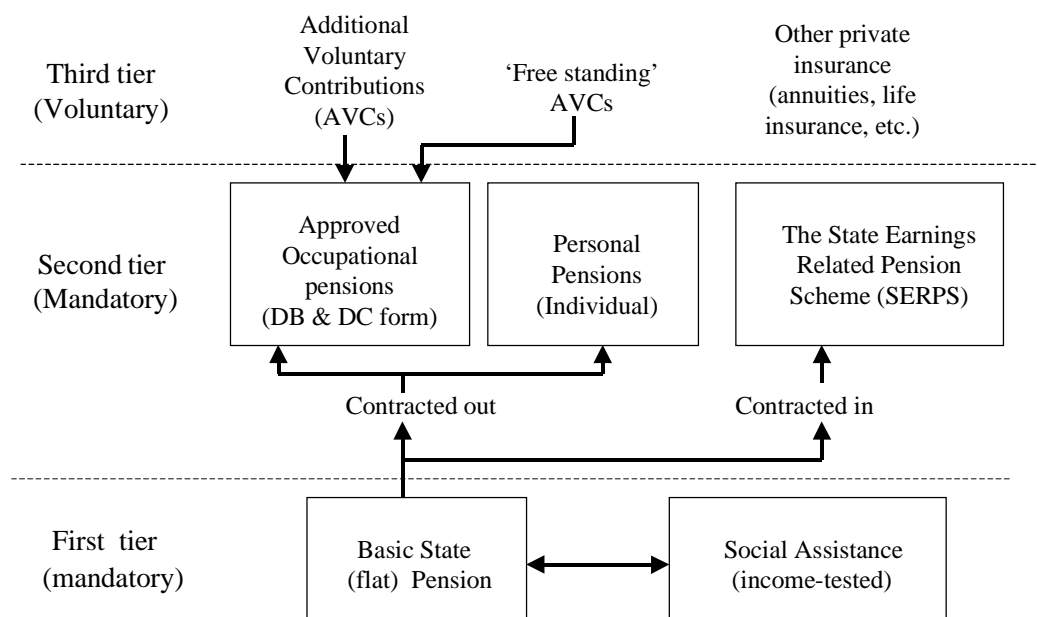 Third tier
(Voluntary)
Additional
Voluntary
Contributions
(AVCs)
‘Free standing’
AVCs
Other private
insurance
(annuities, life
insurance, etc.)
Second tier
(Mandatory)
Approved
Occupational
pensions
(DB & DC form)
Personal
Pensions
(Individual)
The State Earnings
Related Pension
Scheme (SERPS)
Contracted out
Contracted in
First tier
(mandatory)
Basic State
(flat) Pension
Social Assistance
(income-tested)